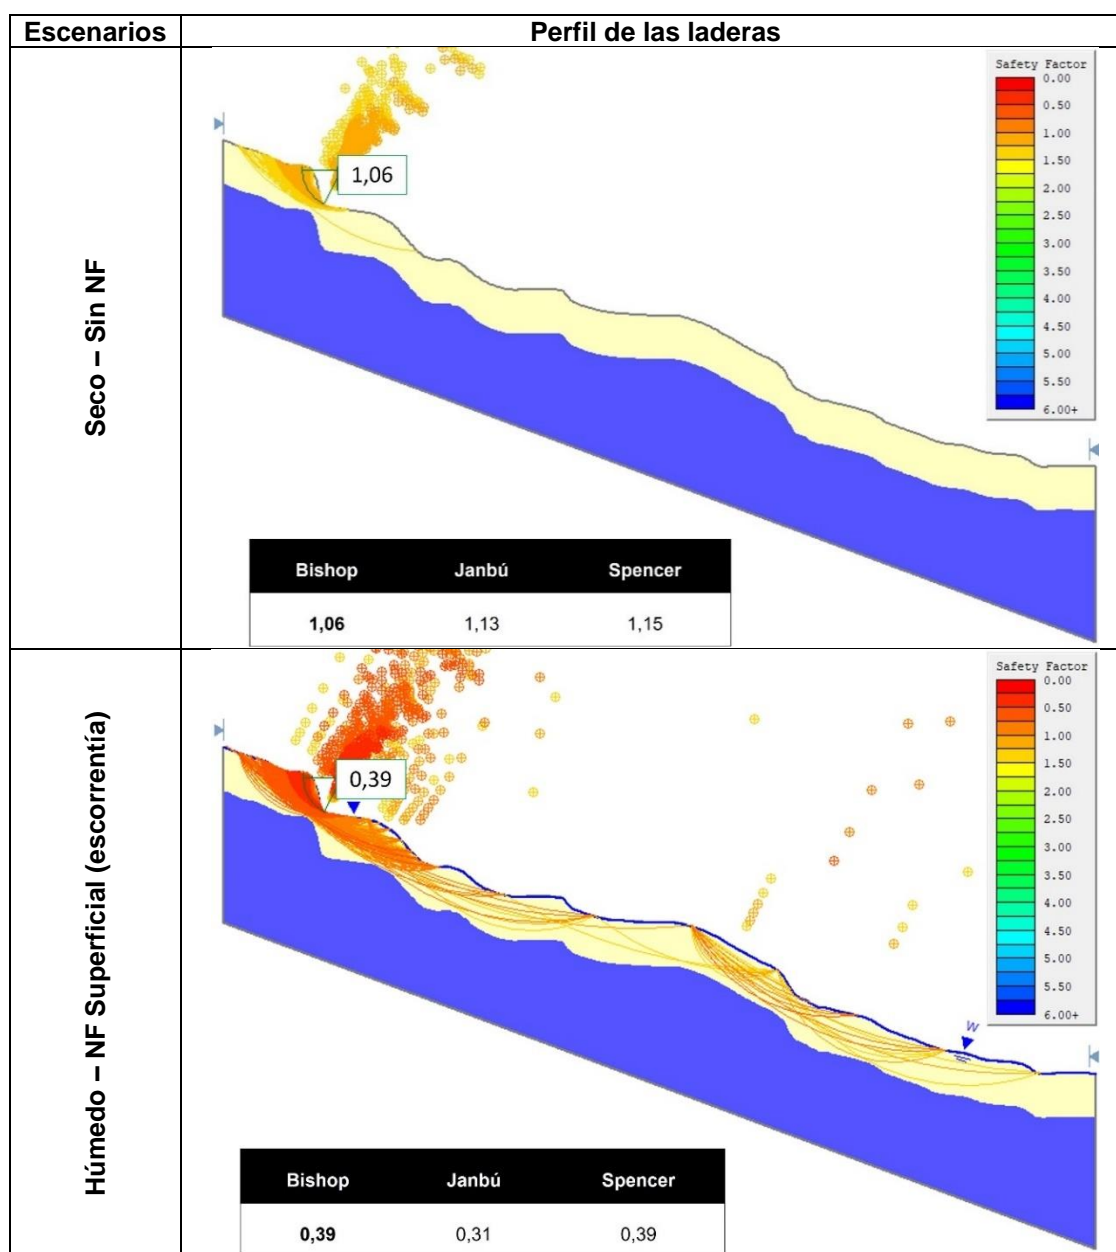 Escenarios
Perfil de las laderas
Seco – Sin NF
1,06
Safety Factor
0.00
0.50
1.00
1.50
2.00
2.50
3.00
3.50
4.00
4.50
5.00
5.50
6.00+
Bishop Janbú Spencer
1,06 1,13 1,15
Húmedo – NF Superficial (escorrentía)
0,39
Safety Factor
0.00
0.50
1.00
1.50
2.00
2.50
3.00
3.50
4.00
4.50
5.00
5.50
6.00+
W
Bishop Janbú Spencer
0,39 0,31 0,39